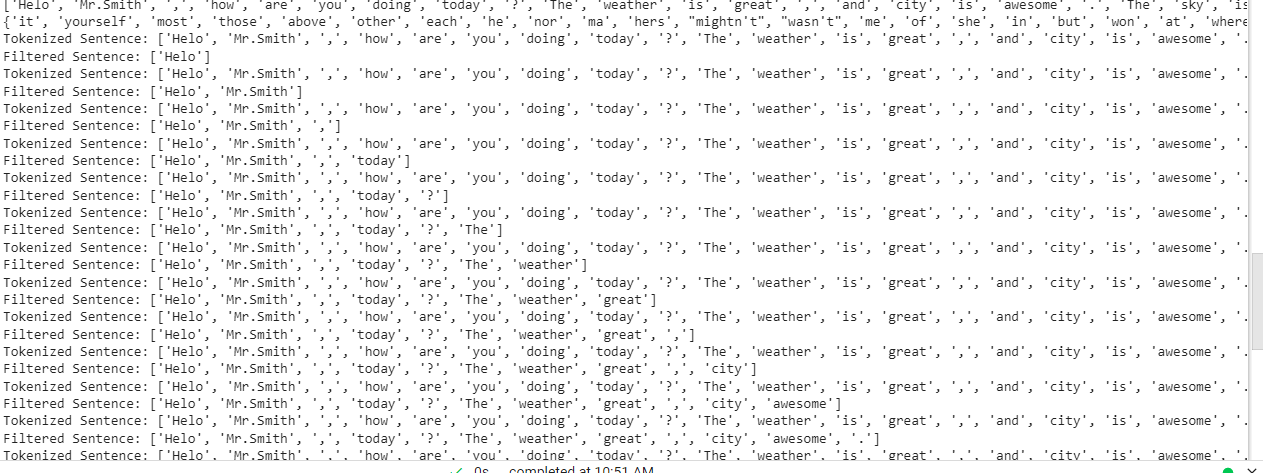 ['Helo', 'Mr.Smith', ',', 'how', 'are', 'you', 'doing', 'today', '?', 'The', 'weather', 'is', 'great', ',', 'and', 'city', 'is', 'awesome', '.', 'The', 'sky', 'is
{'it', 'yourself', 'most', 'those', 'above', 'other', 'each', 'he', 'nor', 'ma', 'hers', "mightn't", "wasn't", 'me', 'of', 'she', 'in', 'but', 'won', 'at', 'where
Tokenized Sentence: ['Helo', 'Mr.Smith', ',', 'how', 'are', 'you', 'doing', 'today', '?', 'The', 'weather', 'is', 'great', ',', 'and', 'city', 'is', 'awesome', '.
Filtered Sentence: ['Helo']
Tokenized Sentence: ['Helo', 'Mr.Smith', ',', 'how', 'are', 'you', 'doing', 'today', '?', 'The', 'weather', 'is', 'great', ',', 'and', 'city', 'is', 'awesome', '.
Filtered Sentence: ['Helo', 'Mr.Smith']
Tokenized Sentence: ['Helo', 'Mr.Smith', ',', 'how', 'are', 'you', 'doing', 'today', '?', 'The', 'weather', 'is', 'great', ',', 'and', 'city', 'is', 'awesome', '.
Filtered Sentence: ['Helo', 'Mr.Smith', ',']
Tokenized Sentence: ['Helo', 'Mr.Smith', ',', 'how', 'are', 'you', 'doing', 'today', '?', 'The', 'weather', 'is', 'great', ',', 'and', 'city', 'is', 'awesome', '.
Filtered Sentence: ['Helo', 'Mr.Smith', ',', 'today']
Tokenized Sentence: ['Helo', 'Mr.Smith', ',', 'how', 'are', 'you', 'doing', 'today', '?', 'The', 'weather', 'is', 'great', ',', 'and', 'city', 'is', 'awesome', '.
Filtered Sentence: ['Helo', 'Mr.Smith', ',', 'today', '?']
Tokenized Sentence: ['Helo', 'Mr.Smith', ',', 'how', 'are', 'you', 'doing', 'today', '?', 'The', 'weather', 'is', 'great', ',', 'and', 'city', 'is', 'awesome', '.
Filtered Sentence: ['Helo', 'Mr.Smith', ',', 'today', '?', 'The']
Tokenized Sentence: ['Helo', 'Mr.Smith', ',', 'how', 'are', 'you', 'doing', 'today', '?', 'The', 'weather', 'is', 'great', ',', 'and', 'city', 'is', 'awesome', '.
Filtered Sentence: ['Helo', 'Mr.Smith', ',', 'today', '?', 'The', 'weather']
Tokenized Sentence: ['Helo', 'Mr.Smith', ',', 'how', 'are', 'you', 'doing', 'today', '?', 'The', 'weather', 'is', 'great', ',', 'and', 'city', 'is', 'awesome', '.
Filtered Sentence: ['Helo', 'Mr.Smith', ',', 'today', '?', 'The', 'weather', 'great']
Tokenized Sentence: ['Helo', 'Mr.Smith', ',', 'how', 'are', 'you', 'doing', 'today', '?', 'The', 'weather', 'is', 'great', ',', 'and', 'city', 'is', 'awesome', '.
Filtered Sentence: ['Helo', 'Mr.Smith', ',', 'today', '?', 'The', 'weather', 'great', ',']
Tokenized Sentence: ['Helo', 'Mr.Smith', ',', 'how', 'are', 'you', 'doing', 'today', '?', 'The', 'weather', 'is', 'great', ',', 'and', 'city', 'is', 'awesome', '.
Filtered Sentence: ['Helo', 'Mr.Smith', ',', 'today', '?', 'The', 'weather', 'great', ',', 'city']
Tokenized Sentence: ['Helo', 'Mr.Smith', ',', 'how', 'are', 'you', 'doing', 'today', '?', 'The', 'weather', 'is', 'great', ',', 'and', 'city', 'is', 'awesome', '.
Filtered Sentence: ['Helo', 'Mr.Smith', ',', 'today', '?', 'The', 'weather', 'great', ',', 'city', 'awesome']
Tokenized Sentence: ['Helo', 'Mr.Smith', ',', 'how', 'are', 'you', 'doing', 'today', '?', 'The', 'weather', 'is', 'great', ',', 'and', 'city', 'is', 'awesome', '.
Filtered Sentence: ['Helo', 'Mr.Smith', ',', 'today', '?', 'The', 'weather', 'great', ',', 'city', 'awesome', '.']
Tokenized Sentence: ['Helo', 'Mr.Smith', ',', 'how', 'are', 'you', 'doing', 'today', '?', 'The', 'weather', 'is', 'great', ',', 'and', 'city', 'is', 'awesome', '.
0s completed at 10:51 AM